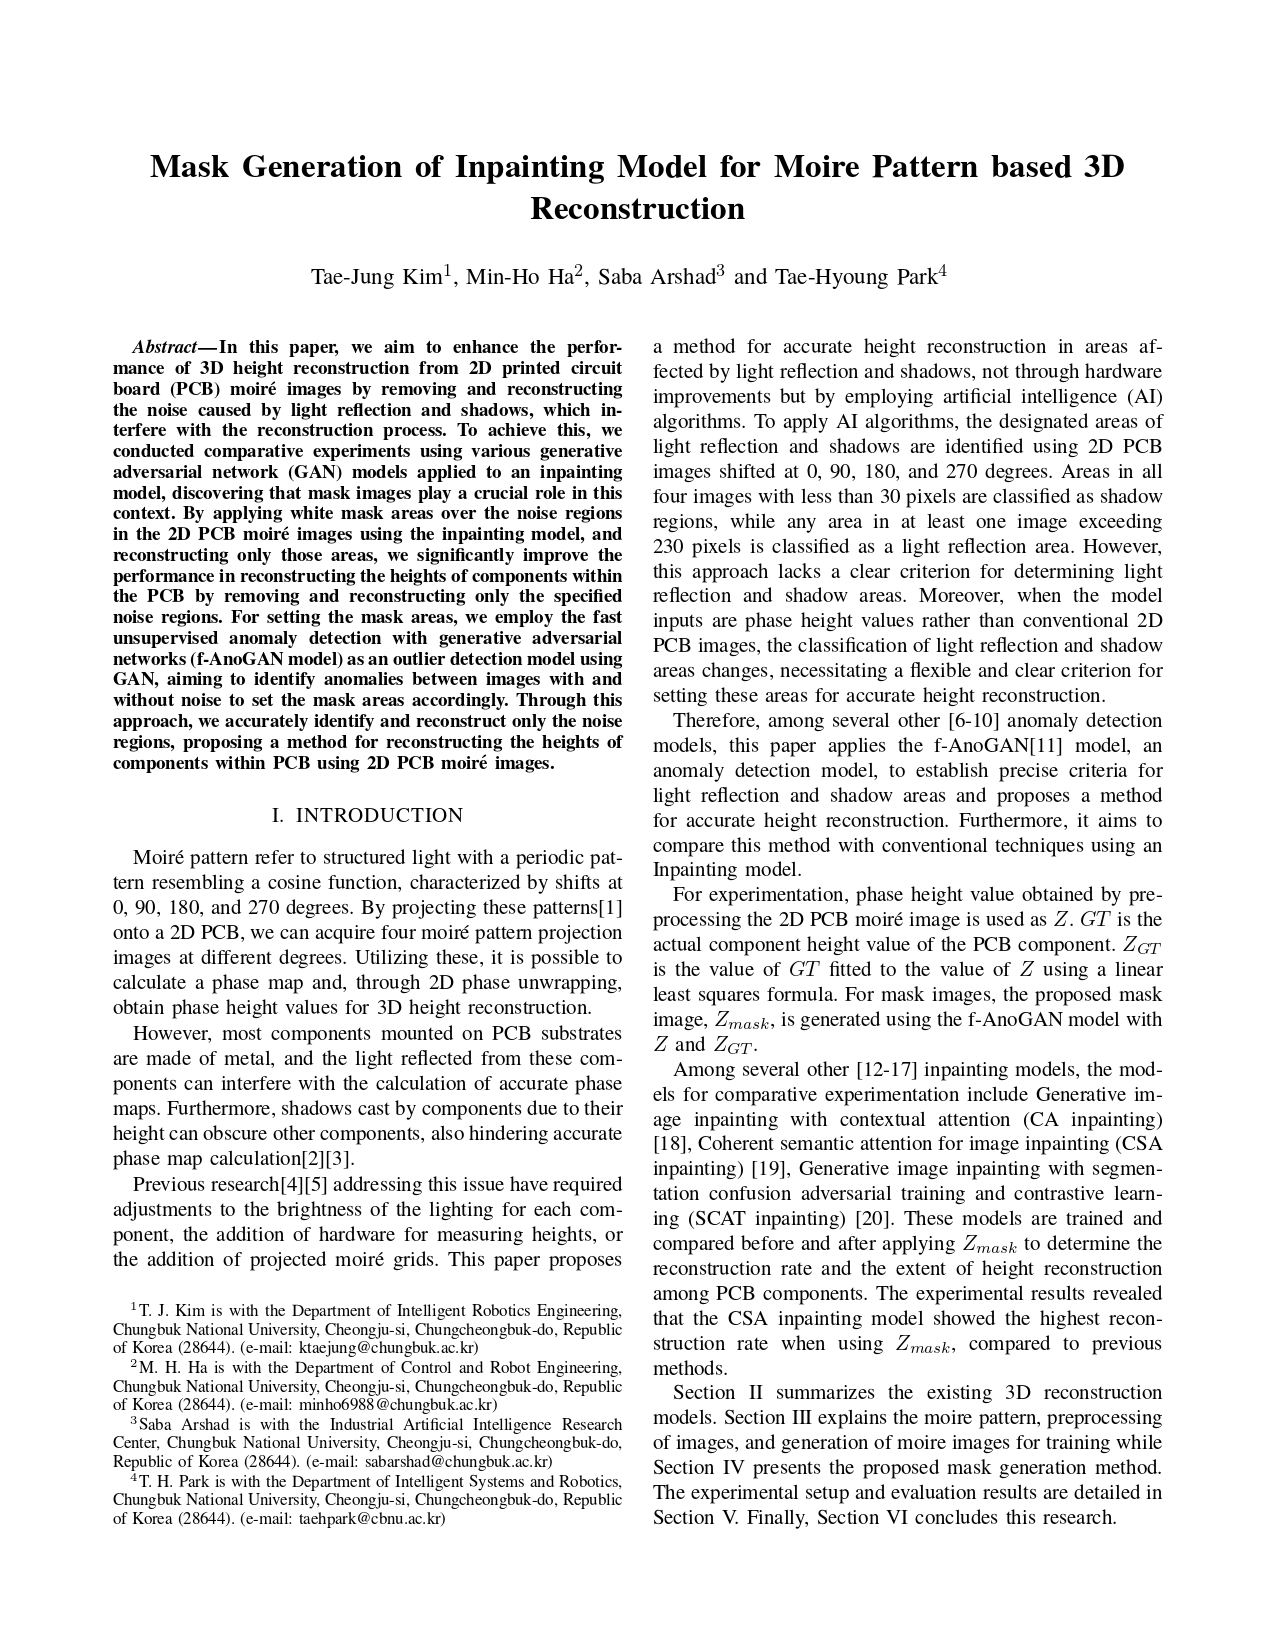 Mask Generation of Inpainting Model for Moire Pattern based 3D
Reconstruction
Tae-Jung Kim1, Min-Ho Ha2, Saba Arshad3 and Tae-Hyoung Park4
Abstract—In this paper, we aim to enhance the perfor-
mance of 3D height reconstruction from 2D printed circuit
board (PCB) moiré images by removing and reconstructing
the noise caused by light reflection and shadows, which in-
terfere with the reconstruction process. To achieve this, we
conducted comparative experiments using various generative
adversarial network (GAN) models applied to an inpainting
model, discovering that mask images play a crucial role in this
context. By applying white mask areas over the noise regions
in the 2D PCB moiré images using the inpainting model, and
reconstructing only those areas, we significantly improve the
performance in reconstructing the heights of components within
the PCB by removing and reconstructing only the specified
noise regions. For setting the mask areas, we employ the fast
unsupervised anomaly detection with generative adversarial
networks (f-AnoGAN model) as an outlier detection model using
GAN, aiming to identify anomalies between images with and
without noise to set the mask areas accordingly. Through this
approach, we accurately identify and reconstruct only the noise
regions, proposing a method for reconstructing the heights of
components within PCB using 2D PCB moiré images.
I. INTRODUCTION
Moiré pattern refer to structured light with a periodic pat-
tern resembling a cosine function, characterized by shifts at
0, 90, 180, and 270 degrees. By projecting these patterns[1]
onto a 2D PCB, we can acquire four moiré pattern projection
images at different degrees. Utilizing these, it is possible to
calculate a phase map and, through 2D phase unwrapping,
obtain phase height values for 3D height reconstruction.
However, most components mounted on PCB substrates
are made of metal, and the light reflected from these com-
ponents can interfere with the calculation of accurate phase
maps. Furthermore, shadows cast by components due to their
height can obscure other components, also hindering accurate
phase map calculation[2][3].
Previous research[4][5] addressing this issue have required
adjustments to the brightness of the lighting for each com-
ponent, the addition of hardware for measuring heights, or
the addition of projected moiré grids. This paper proposes
1T. J. Kim is with the Department of Intelligent Robotics Engineering,
Chungbuk National University, Cheongju-si, Chungcheongbuk-do, Republic
of Korea (28644). (e-mail: ktaejung@chungbuk.ac.kr)
2M. H. Ha is with the Department of Control and Robot Engineering,
Chungbuk National University, Cheongju-si, Chungcheongbuk-do, Republic
of Korea (28644). (e-mail: minho6988@chungbuk.ac.kr)
3Saba Arshad is with the Industrial Artificial Intelligence Research
Center, Chungbuk National University, Cheongju-si, Chungcheongbuk-do,
Republic of Korea (28644). (e-mail: sabarshad@chungbuk.ac.kr)
4T. H. Park is with the Department of Intelligent Systems and Robotics,
Chungbuk National University, Cheongju-si, Chungcheongbuk-do, Republic
of Korea (28644). (e-mail: taehpark@cbnu.ac.kr)
a method for accurate height reconstruction in areas af-
fected by light reflection and shadows, not through hardware
improvements but by employing artificial intelligence (AI)
algorithms. To apply AI algorithms, the designated areas of
light reflection and shadows are identified using 2D PCB
images shifted at 0, 90, 180, and 270 degrees. Areas in all
four images with less than 30 pixels are classified as shadow
regions, while any area in at least one image exceeding
230 pixels is classified as a light reflection area. However,
this approach lacks a clear criterion for determining light
reflection and shadow areas. Moreover, when the model
inputs are phase height values rather than conventional 2D
PCB images, the classification of light reflection and shadow
areas changes, necessitating a flexible and clear criterion for
setting these areas for accurate height reconstruction.
Therefore, among several other [6-10] anomaly detection
models, this paper applies the f-AnoGAN[11] model, an
anomaly detection model, to establish precise criteria for
light reflection and shadow areas and proposes a method
for accurate height reconstruction. Furthermore, it aims to
compare this method with conventional techniques using an
Inpainting model.
For experimentation, phase height value obtained by pre-
processing the 2D PCB moiré image is used as Z. GT is the
actual component height value of the PCB component. ZGT
is the value of GT fitted to the value of Z using a linear
least squares formula. For mask images, the proposed mask
image, Zmask, is generated using the f-AnoGAN model with
Z and ZGT.
Among several other [12-17] inpainting models, the mod-
els for comparative experimentation include Generative im-
age inpainting with contextual attention (CA inpainting)
[18], Coherent semantic attention for image inpainting (CSA
inpainting) [19], Generative image inpainting with segmen-
tation confusion adversarial training and contrastive learn-
ing (SCAT inpainting) [20]. These models are trained and
compared before and after applying Zmask to determine the
reconstruction rate and the extent of height reconstruction
among PCB components. The experimental results revealed
that the CSA inpainting model showed the highest recon-
struction rate when using Zmask, compared to previous
methods.
Section II summarizes the existing 3D reconstruction
models. Section III explains the moire pattern, preprocessing
of images, and generation of moire images for training while
Section IV presents the proposed mask generation method.
The experimental setup and evaluation results are detailed in
Section V. Finally, Section VI concludes this research.